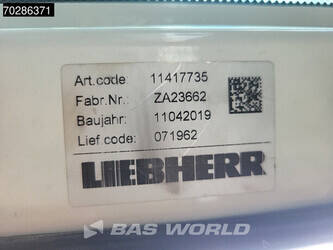 70286371
Art.code: 11417735
Fabr.Nr.: ZA23662
Baujahr: 11042019
Lief code: 071962
LIEBHERR
BAS WORLD